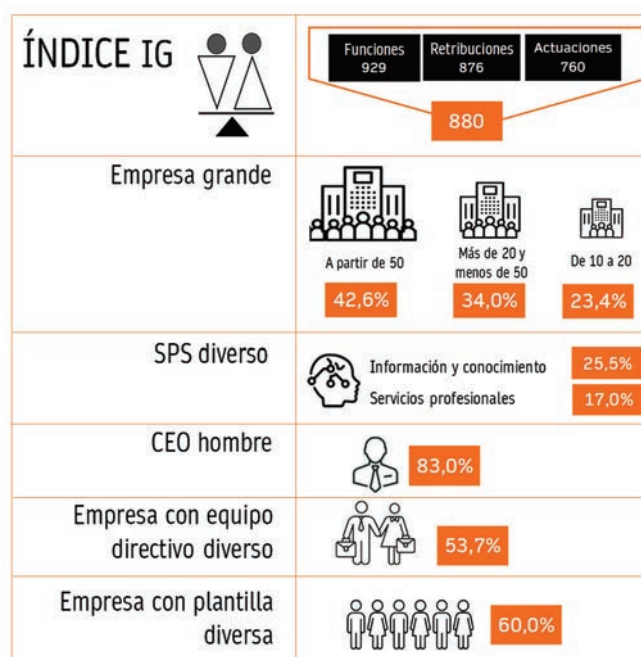 ÍNDICE IG
Funciones
929
Retribuciones
876
Actuaciones
760
880
Empresa grande
A partir de 50
42,6%
Más de 20 y
menos de 50
34,0%
De 10 a 20
23,4%
SPS diverso
Información y conocimiento
25,5%
Servicios profesionales
17,0%
CEO hombre
83,0%
Empresa con equipo
directivo diverso
53,7%
Empresa con plantilla
diversa
60,0%